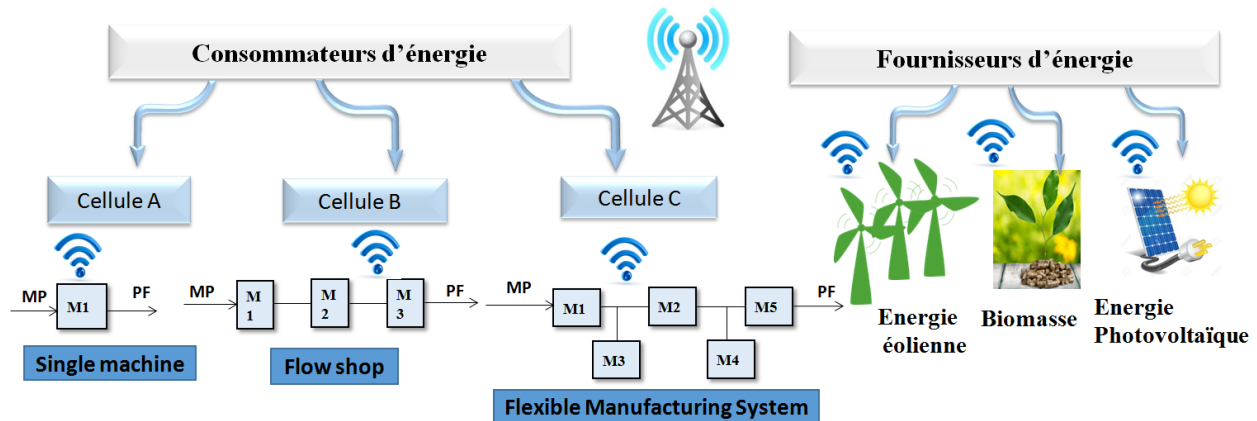 Consommateurs d'énergie
Fournisseurs d'énergie
Cellule A
Cellule B
Cellule C
MP
M1
PF
MP
M
1
M
2
M
3
PF
MP
M1
M2
M5
PF
M3
M4
Single machine
Flow shop
Flexible Manufacturing System
Energie
éolienne
Biomasse
Energie
Photovoltaïque